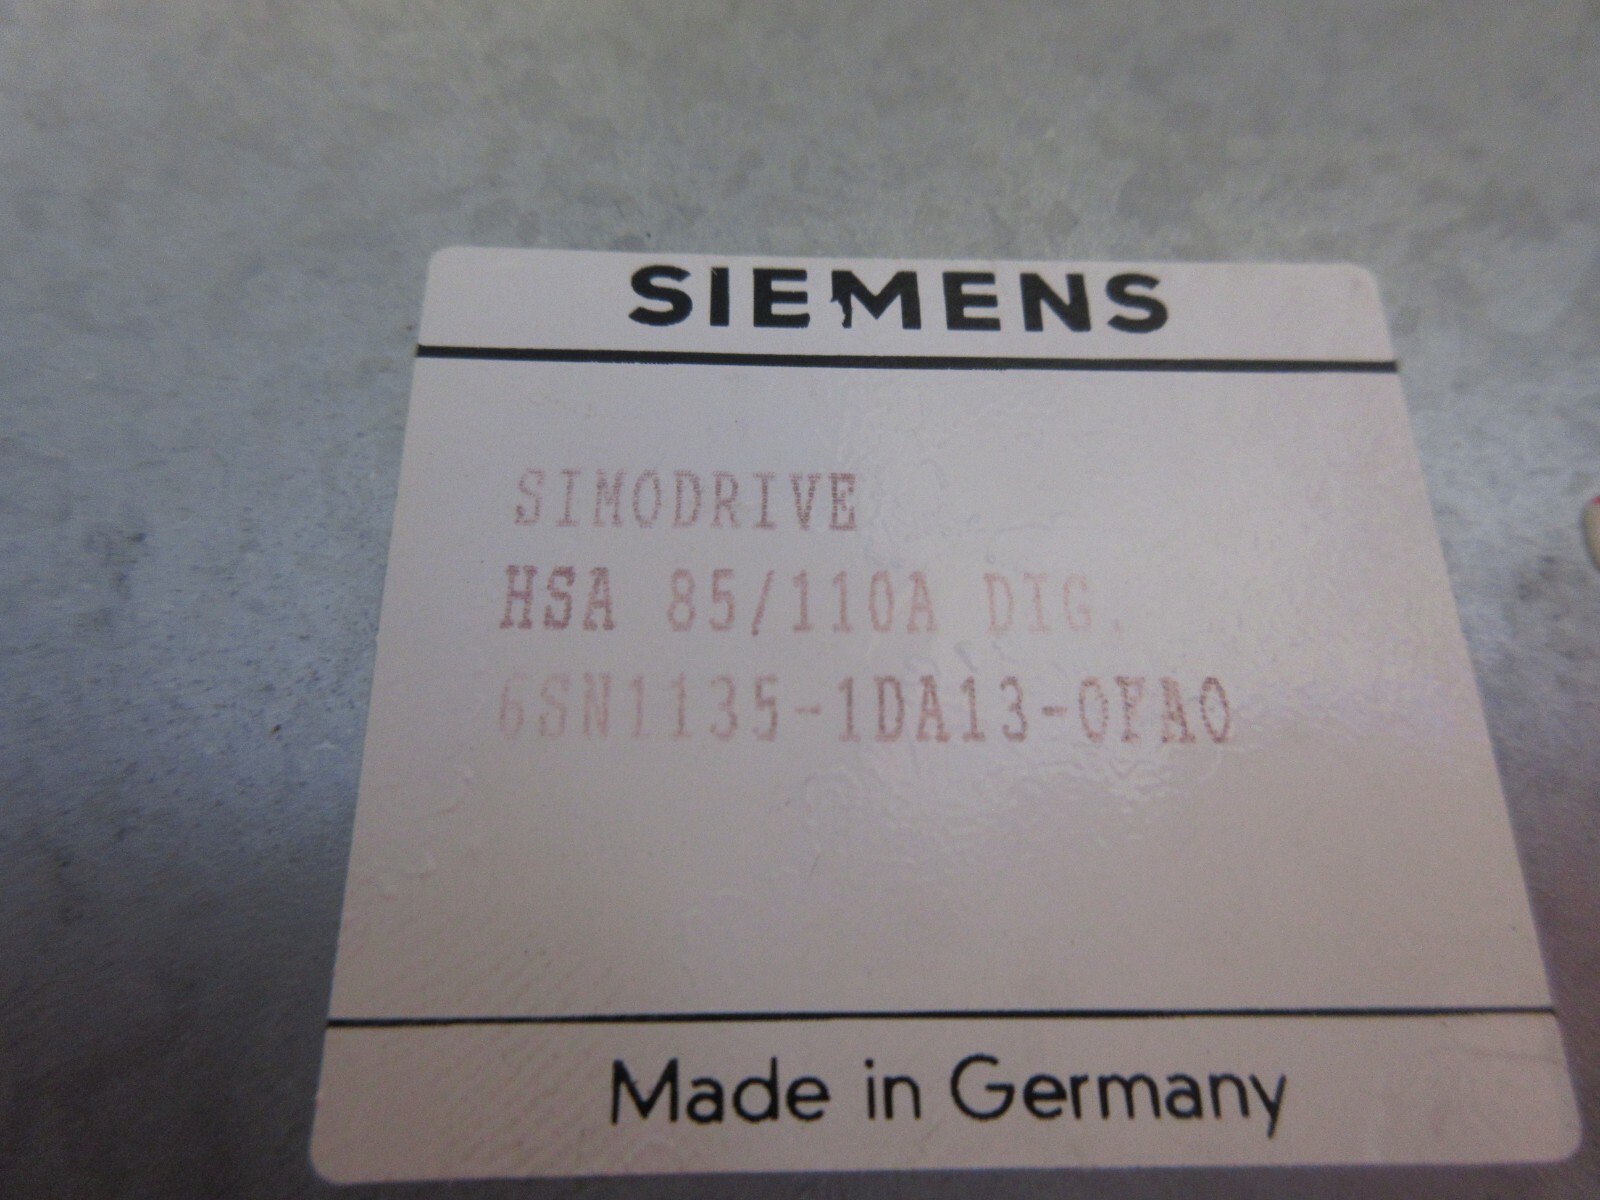 SIEMENS
SIMODRIVE
HSA 85/110A DIG.
6SN1135-1DA13-0FA0
Made in Germany